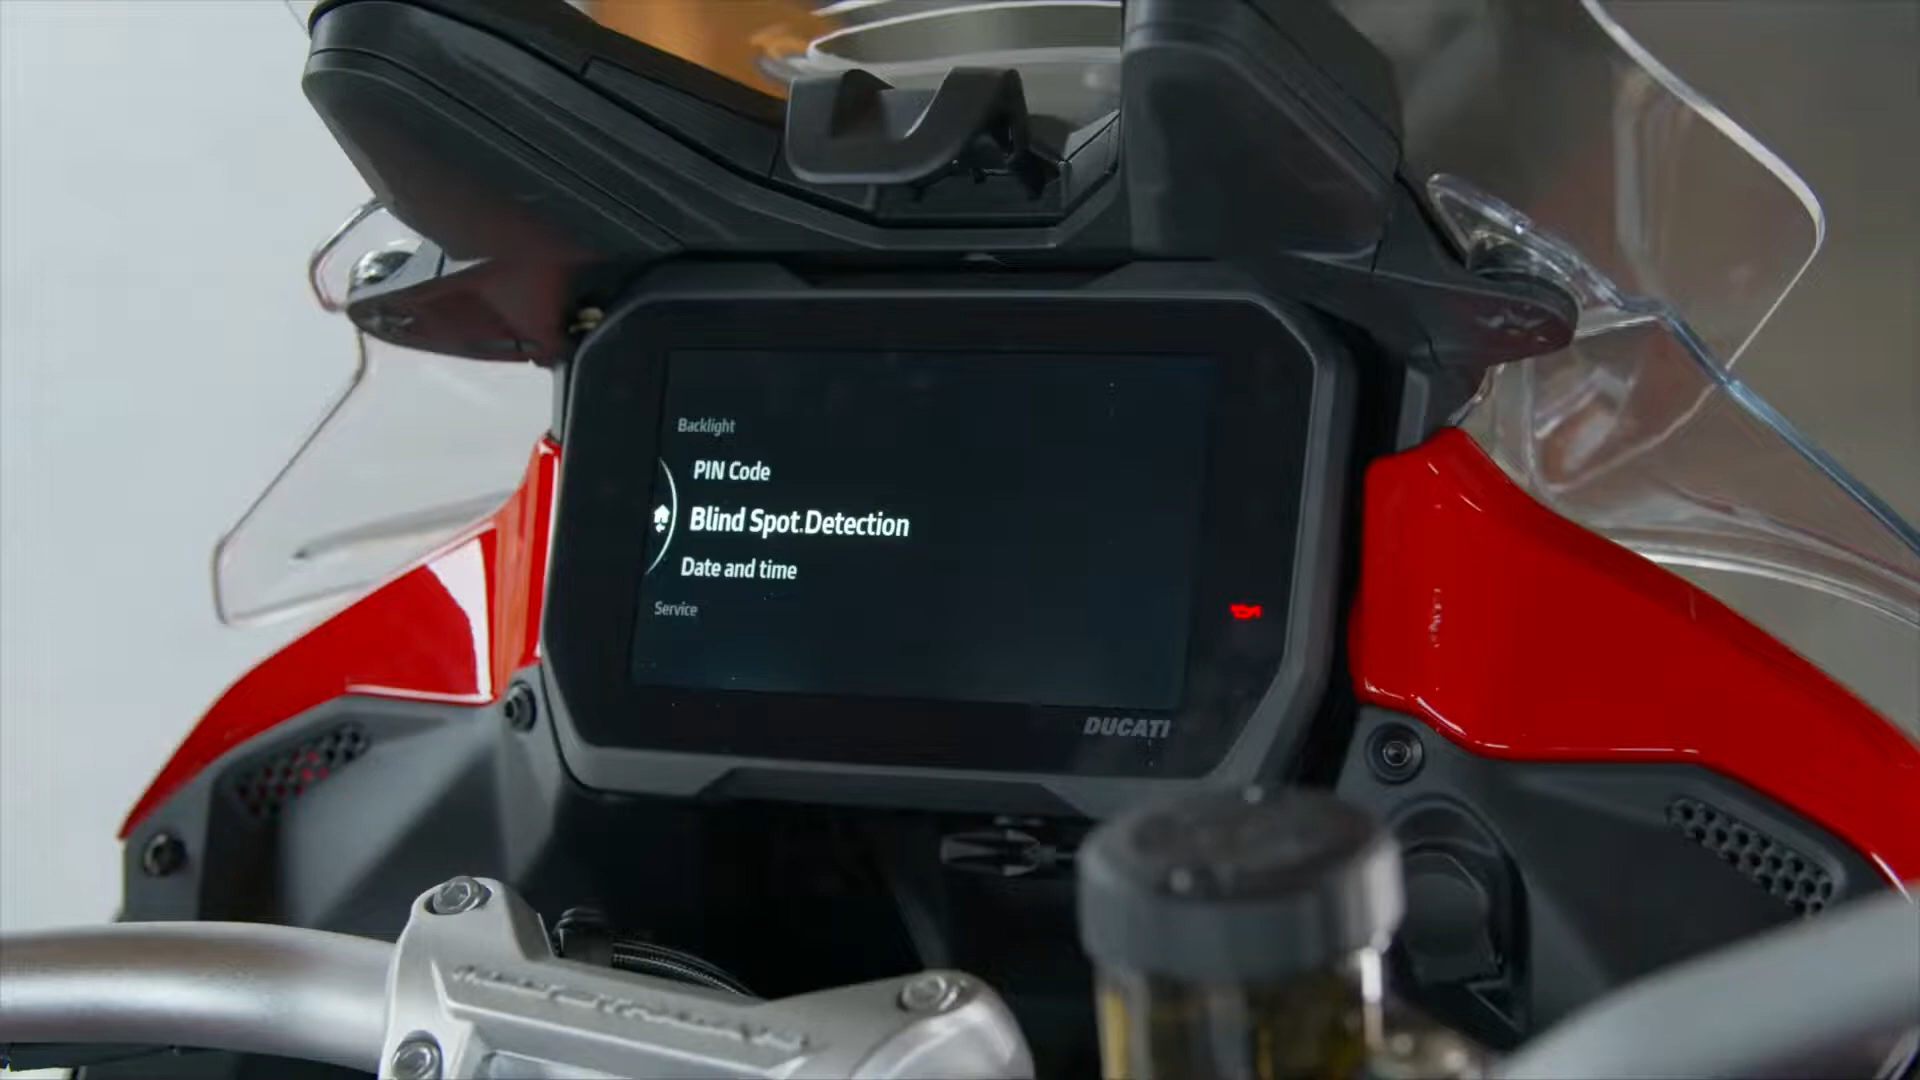 Backlight
PIN Code
Blind Spot Detection
Date and time
Service
DUCATI